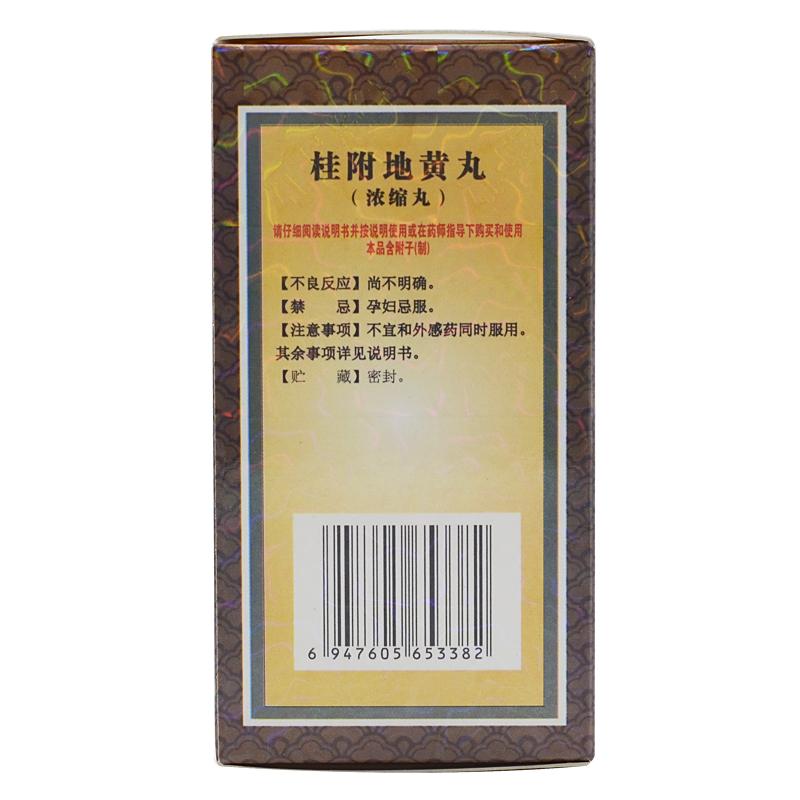 桂附地黄丸
（浓缩丸）
请仔细阅读说明书并按说明使用或在药师指导下购买和使用
本品含附子(制)
【不良反应】尚不明确。
【禁　　忌】孕妇忌服。
【注意事项】不宜和外感药同时服用。
其余事项详见说明书。
【贮　　藏】密封。
6 947605 653382